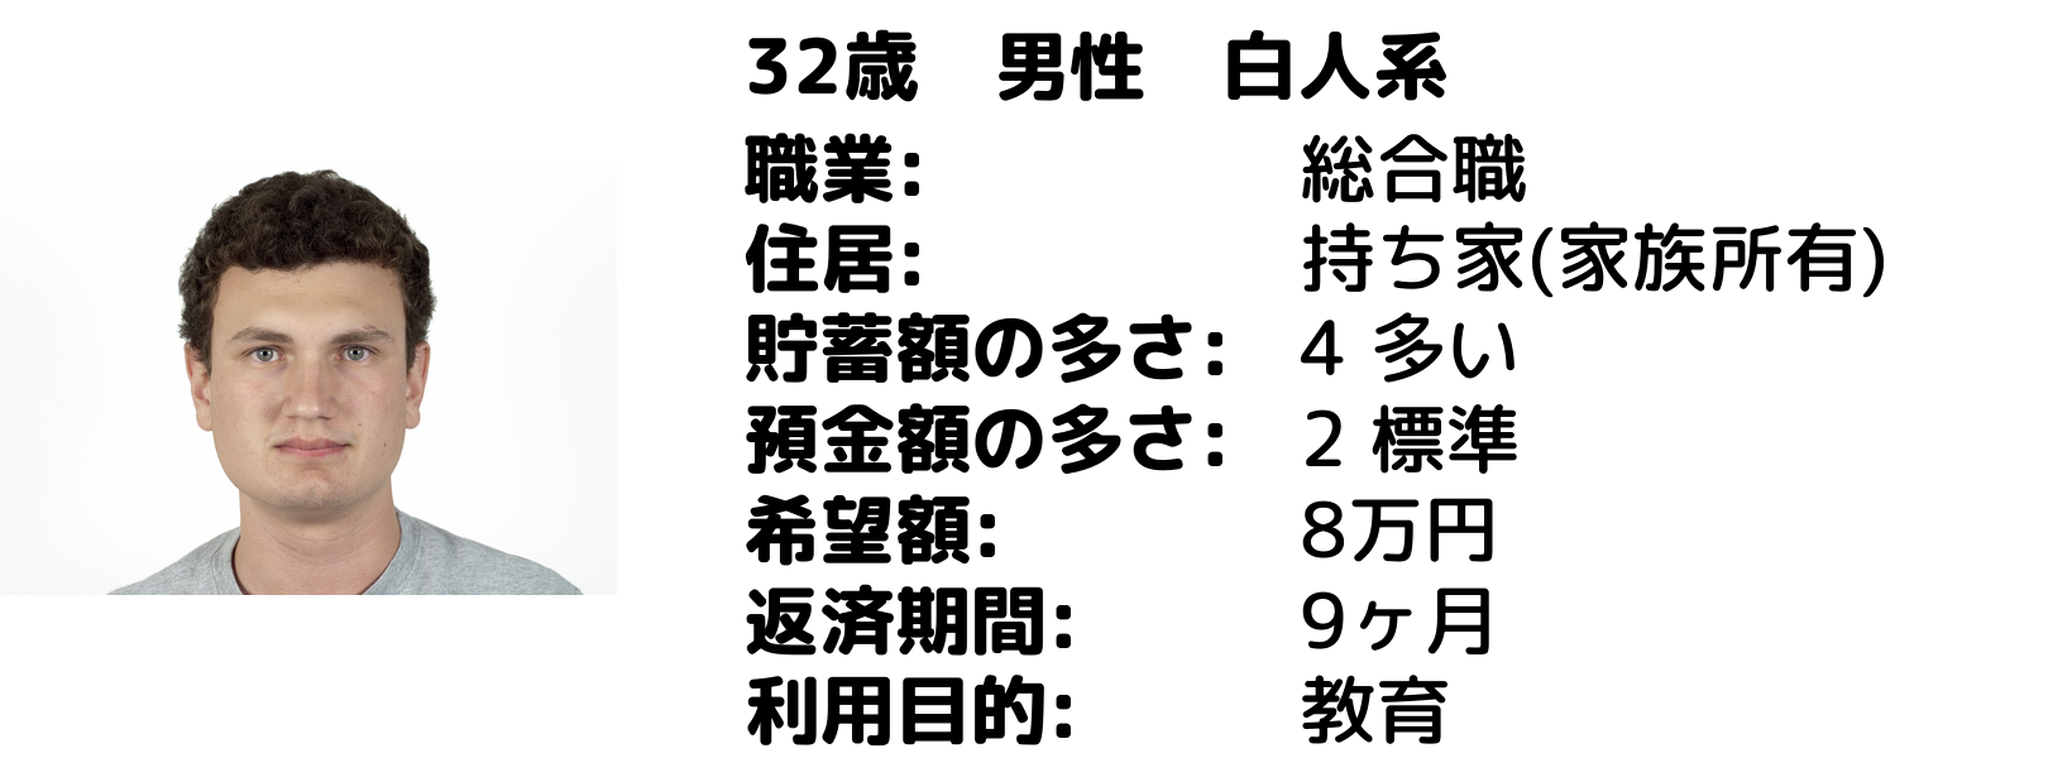 32歳　男性　白人系
職業:　総合職
住居:　持ち家(家族所有)
貯蓄額の多さ:　4 多い
預金額の多さ:　2 標準
希望額:　8万円
返済期間:　9ヶ月
利用目的:　教育